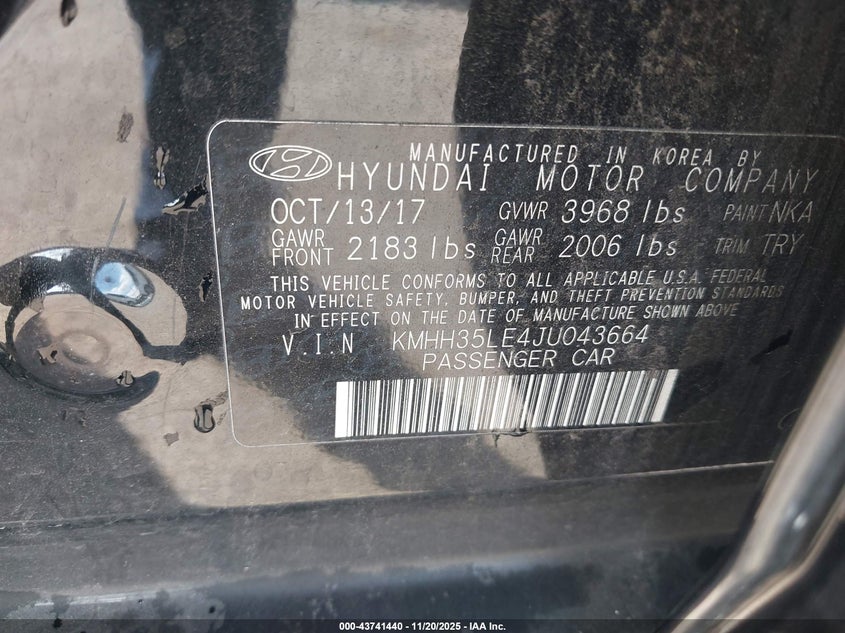 MANUFACTURED IN KOREA BY
HYUNDAI MOTOR COMPANY
OCT/13/17 GVWR 3968 lbs PAINT NKA
GAWR FRONT 2183 lbs GAWR REAR 2006 lbs TRIM TRY
THIS VEHICLE CONFORMS TO ALL APPLICABLE U.S.A. FEDERAL
MOTOR VEHICLE SAFETY, BUMPER, AND THEFT PREVENTION STANDARDS
IN EFFECT ON THE DATE OF MANUFACTURE SHOWN ABOVE
V.I.N KMHH35LE4JU043664
PASSENGER CAR
000-43741440 - 11/20/2025 - IAA Inc.